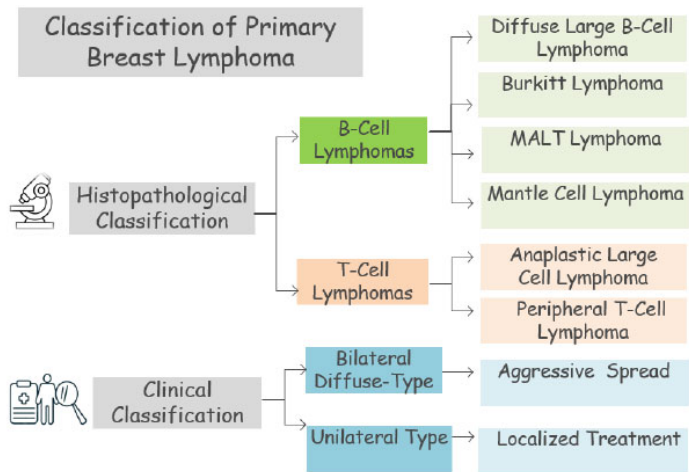 Classification of Primary
Breast Lymphoma
Histopathological
Classification
B-Cell
Lymphomas
Diffuse Large B-Cell
Lymphoma
Burkitt Lymphoma
MALT Lymphoma
Mantle Cell Lymphoma
T-Cell
Lymphomas
Anaplastic Large
Cell Lymphoma
Peripheral T-Cell
Lymphoma
Clinical
Classification
Bilateral
Diffuse-Type
Aggressive Spread
Unilateral Type
Localized Treatment